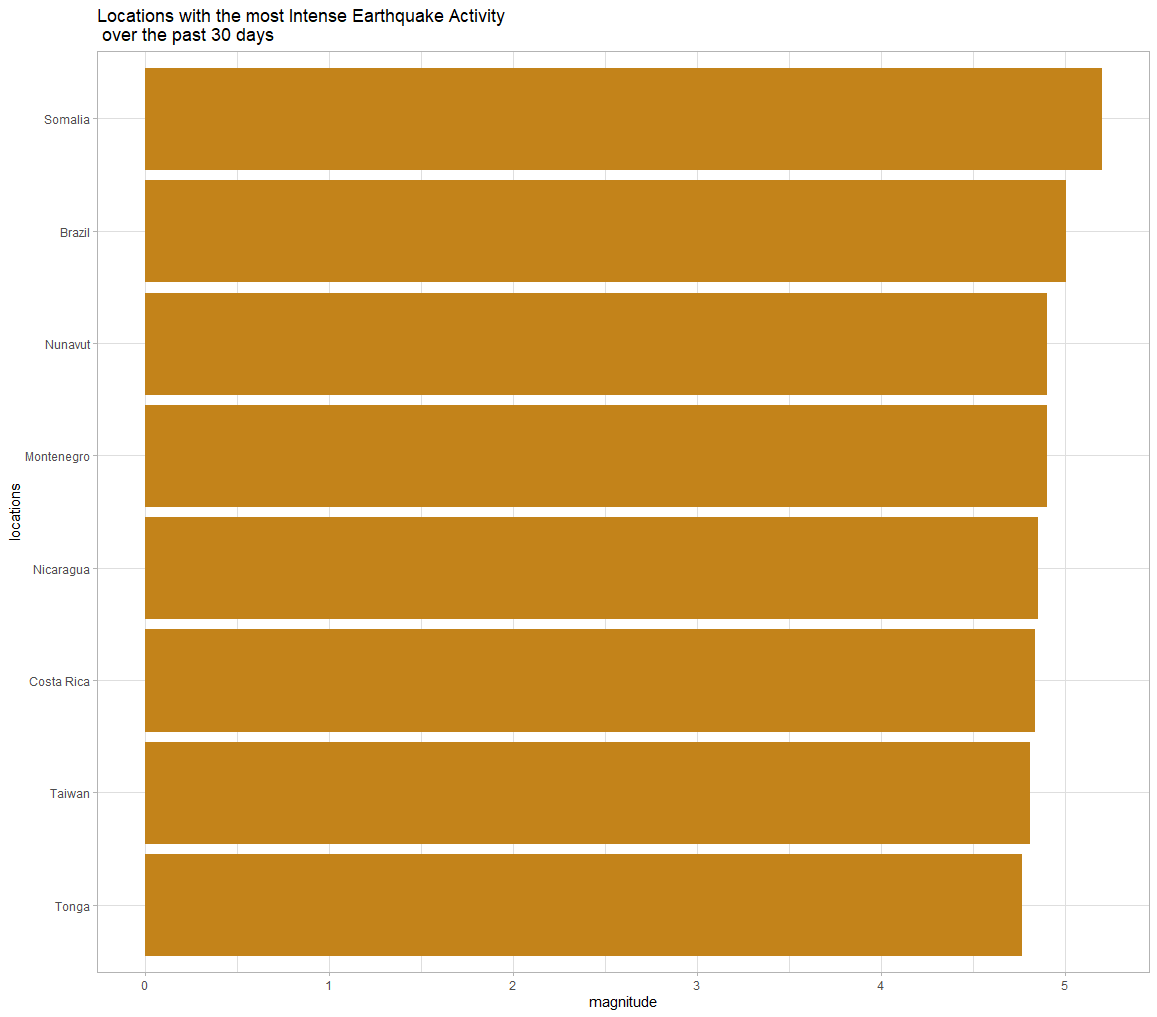 Locations with the most Intense Earthquake Activity
over the past 30 days
Somalia
Brazil
Nunavut
Montenegro
Nicaragua
Costa Rica
Taiwan
Tonga
locations
0 1 2 3 4 5
magnitude